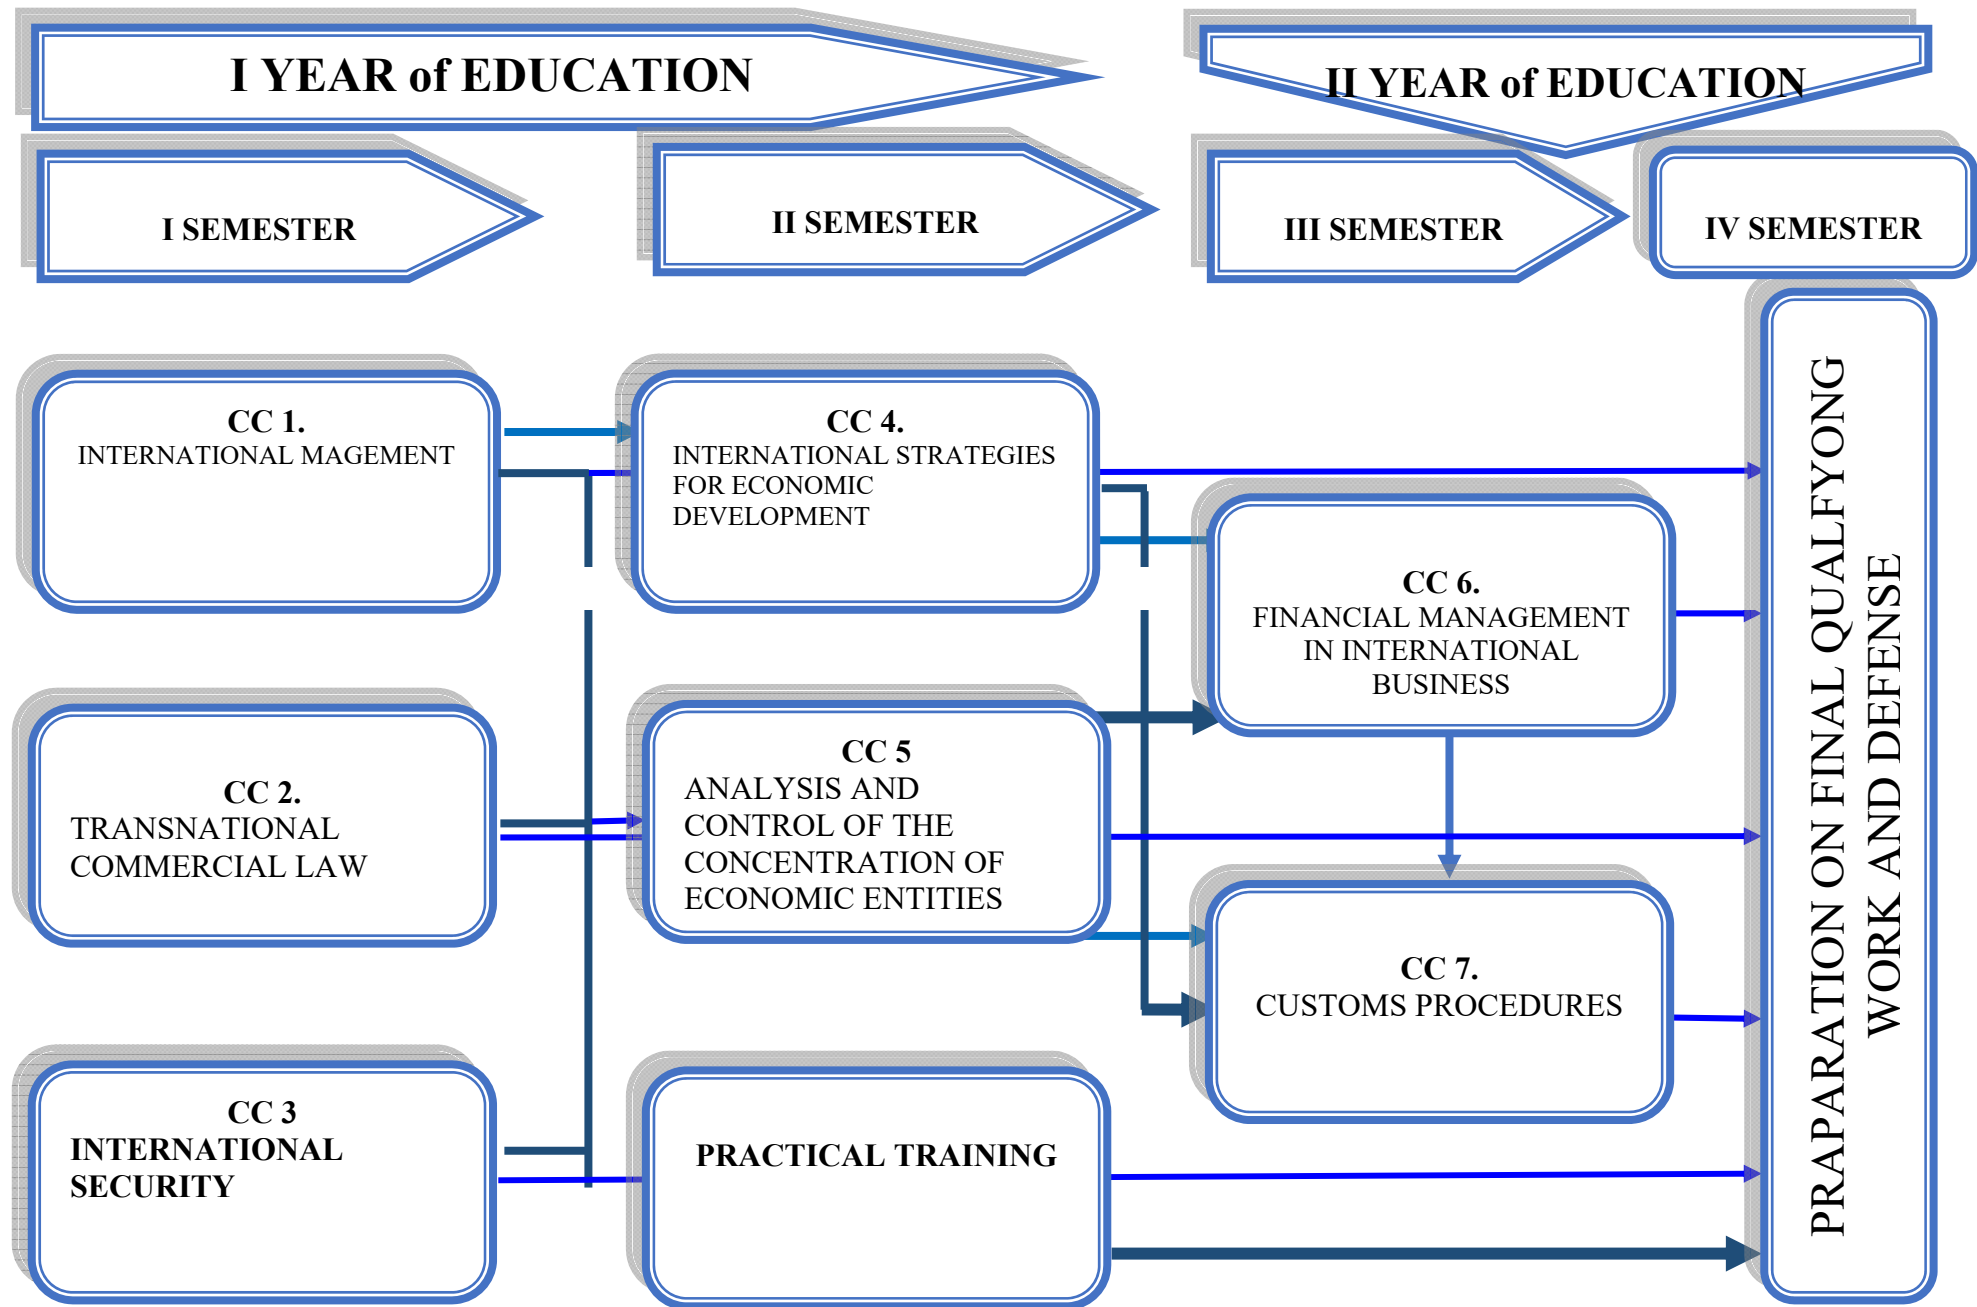 I YEAR of EDUCATION
II YEAR of EDUCATION
I SEMESTER
II SEMESTER
III SEMESTER
IV SEMESTER
CC 1.
INTERNATIONAL MAGEMENT
CC 2.
TRANSNATIONAL
COMMERCIAL LAW
CC 3
INTERNATIONAL
SECURITY
CC 4.
INTERNATIONAL STRATEGIES
FOR ECONOMIC
DEVELOPMENT
CC 5
ANALYSIS AND
CONTROL OF THE
CONCENTRATION OF
ECONOMIC ENTITIES
PRACTICAL TRAINING
CC 6.
FINANCIAL MANAGEMENT
IN INTERNATIONAL
BUSINESS
CC 7.
CUSTOMS PROCEDURES
PRAPARATION ON FINAL QUALFYONG
WORK AND DEFENSE